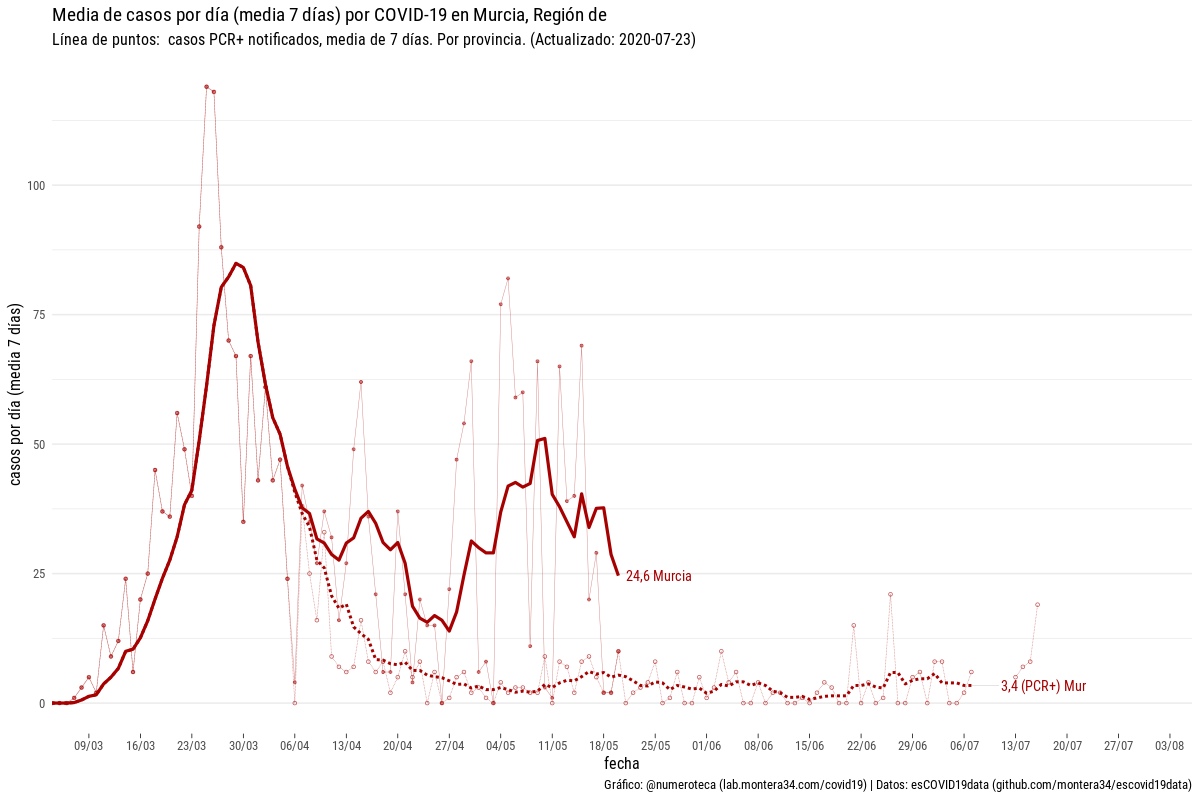 Media de casos por día (media 7 días) por COVID-19 en Murcia, Región de
Línea de puntos:  casos PCR+ notificados, media de 7 días. Por provincia. (Actualizado: 2020-07-23)
casos por día (media 7 días)
100
75
50
25
0
24,6 Murcia
3,4 (PCR+) Mur
09/03 16/03 23/03 30/03 06/04 13/04 20/04 27/04 04/05 11/05 18/05 25/05 01/06 08/06 15/06 22/06 29/06 06/07 13/07 20/07 27/07 03/08
fecha
Gráfico: @numeroteca (lab.montera34.com/covid19) | Datos: esCOVID19data (github.com/montera34/escovid19data)